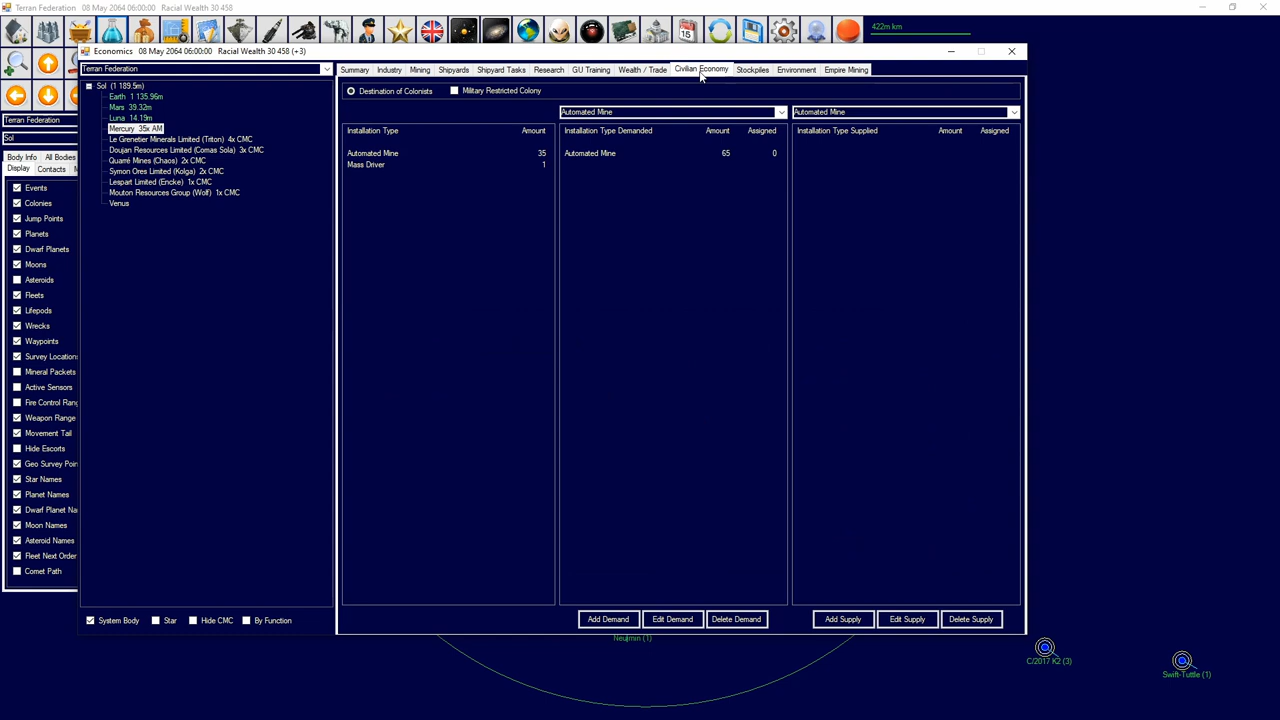 Terran Federation   08 May 2064 06:00:00   Racial Wealth 30 458
422m km
Economics   08 May 2064 06:00:00   Racial Wealth 30 458 (+3)
Terran Federation
Summary Industry Mining Shipyards Shipyard Tasks Research GU Training Wealth / Trade Civilian Economy Stockpiles Environment Empire Mining
Sol (1 189.5m)
Earth 1 135.96m
Mars 39.32m
Luna 14.19m
Mercury 35x AM
Le Grenetier Minerals Limited (Triton) 4x CMC
Doujan Resources Limited (Comas Sola) 3x CMC
Quarré Mines (Chaos) 2x CMC
Symon Ores Limited (Kolga) 2x CMC
Lespart Limited (Encke) 1x CMC
Mouton Resources Group (Wolf) 1x CMC
Venus
System Body Star Hide CMC By Function
Destination of Colonists Military Restricted Colony
Automated Mine Automated Mine
Installation Type Amount Installation Type Demanded Amount Assigned Installation Type Supplied Amount Assigned
Automated Mine 35 Automated Mine 65 0
Mass Driver 1
Add Demand Edit Demand Delete Demand Add Supply Edit Supply Delete Supply
Terran Federation
Sol
Body Info All Bodies
Display Contacts
Events
Colonies
Jump Points
Planets
Dwarf Planets
Moons
Asteroids
Fleets
Lifepods
Wrecks
Waypoints
Survey Locations
Mineral Packets
Active Sensors
Fire Control Rang
Weapon Range
Movement Tail
Hide Escorts
Geo Survey Poin
Star Names
Planet Names
Dwarf Planet Na
Moon Names
Asteroid Names
Fleet Next Order
Comet Path
Neujmin (1)
C/2017 K2 (3)
Swift-Tuttle (1)
15